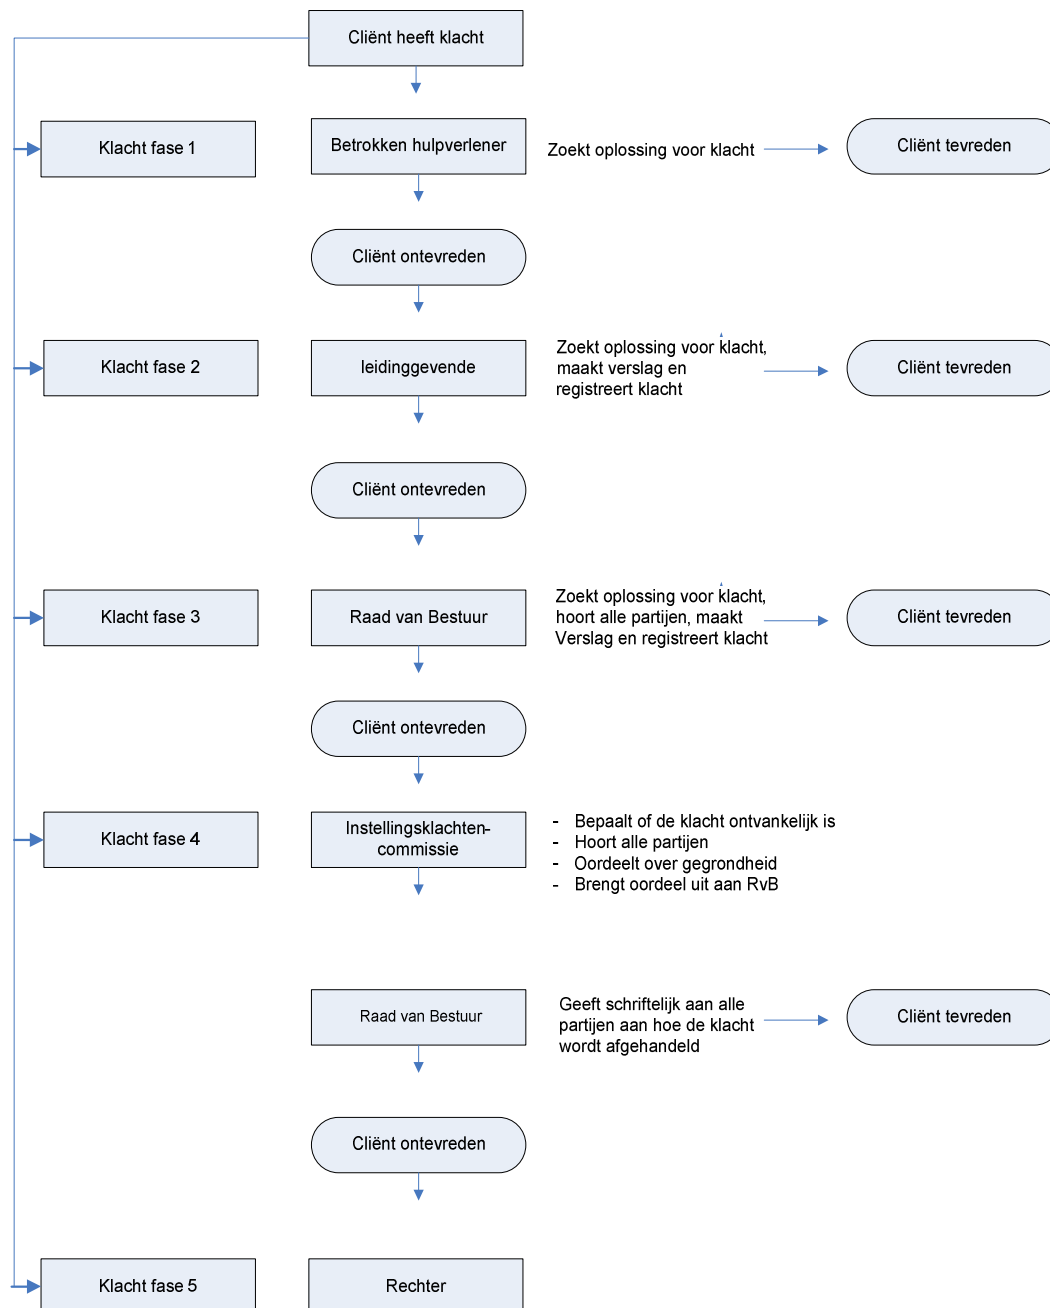 Cliënt heeft klacht
Klacht fase 1
Betrokken hulpverlener
Zoekt oplossing voor klacht
Cliënt tevreden
Cliënt ontevreden
Klacht fase 2
leidinggevende
Zoekt oplossing voor klacht,
maakt verslag en
registreert klacht
Cliënt tevreden
Cliënt ontevreden
Klacht fase 3
Raad van Bestuur
Zoekt oplossing voor klacht,
hoort alle partijen, maakt
Verslag en registreert klacht
Cliënt tevreden
Cliënt ontevreden
Klacht fase 4
Instellingsklachten-
commissie
- Bepaalt of de klacht ontvankelijk is
- Hoort alle partijen
- Oordeelt over gegrondheid
- Brengt oordeel uit aan RvB
Raad van Bestuur
Geeft schriftelijk aan alle
partijen aan hoe de klacht
wordt afgehandeld
Cliënt tevreden
Cliënt ontevreden
Klacht fase 5
Rechter